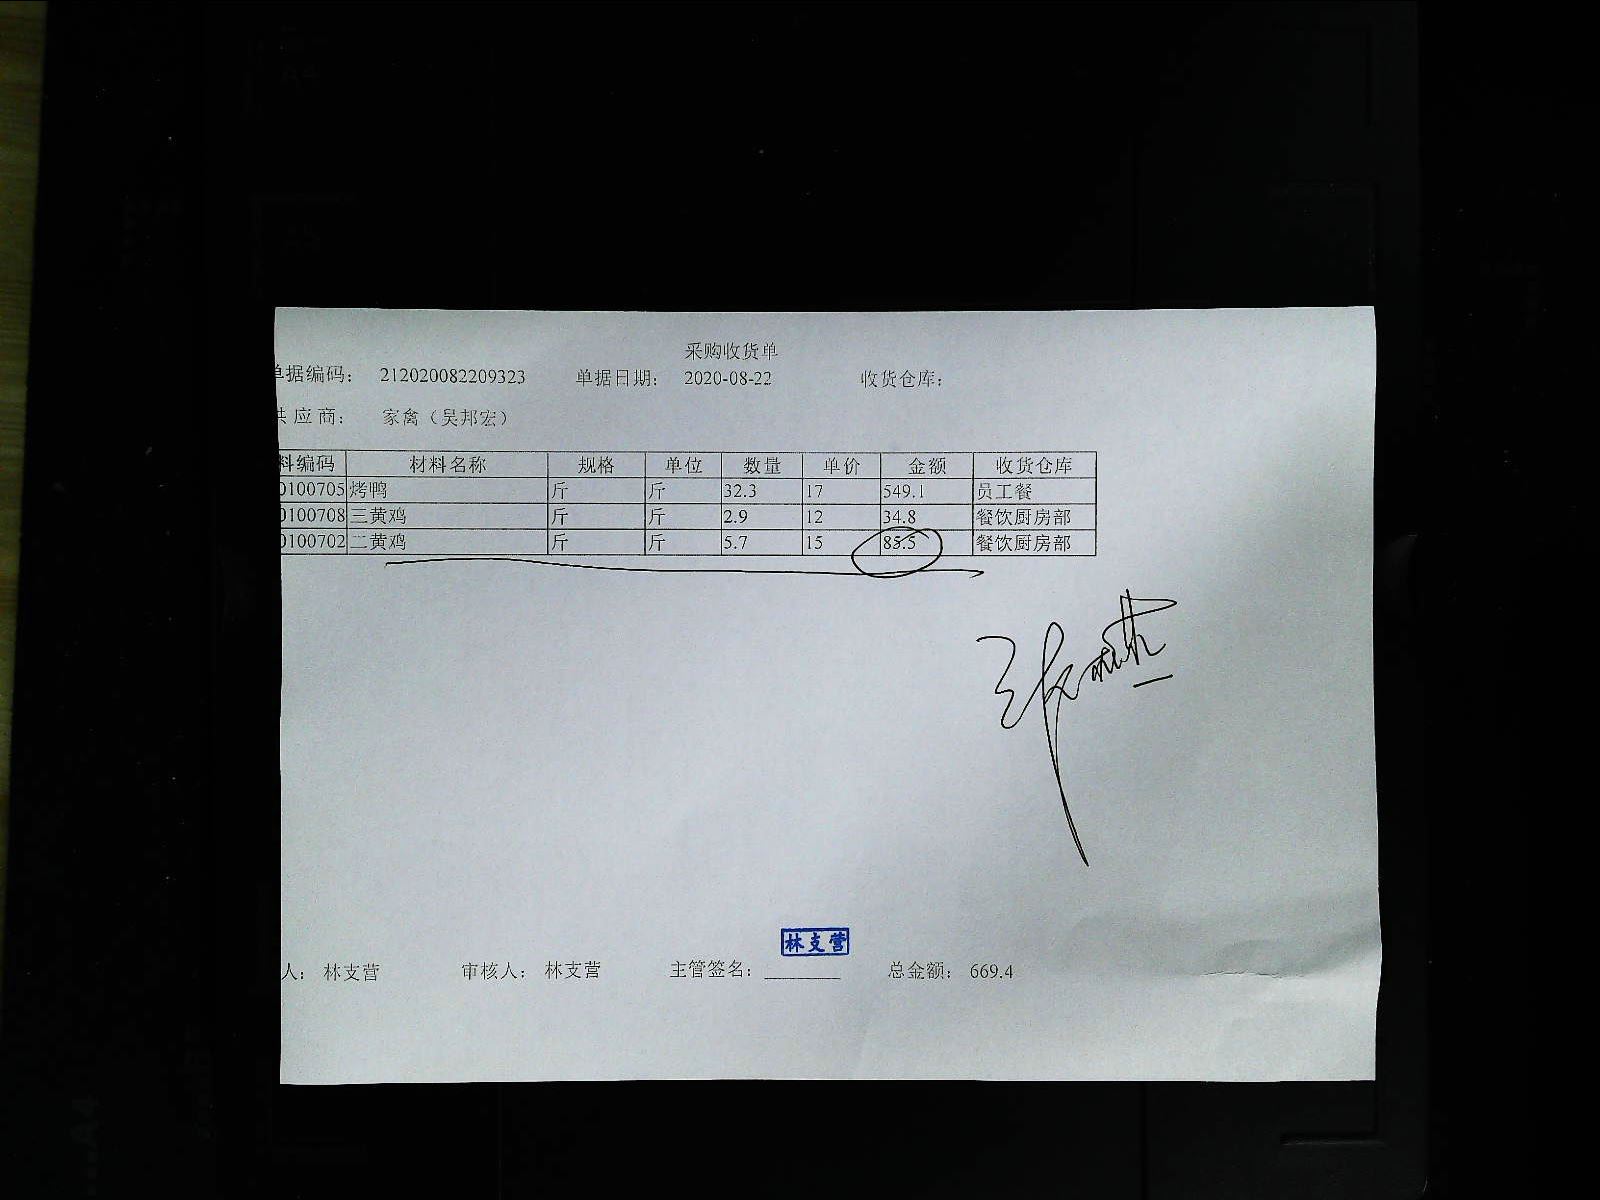 采购收货单
单据编码： 212020082209323 单据日期： 2020-08-22 收货仓库：
供应商： 家禽（吴邦宏）
料编码 材料名称 规格 单位 数量 单价 金额 收货仓库
0100705 烤鸭 斤 斤 32.3 17 549.1 员工餐
0100708 三黄鸡 斤 斤 2.9 12 34.8 餐饮厨房部
0100702 二黄鸡 斤 斤 5.7 15 85.5 餐饮厨房部
林支营
人： 林支营 审核人： 林支营 主管签名： 总金额： 669.4